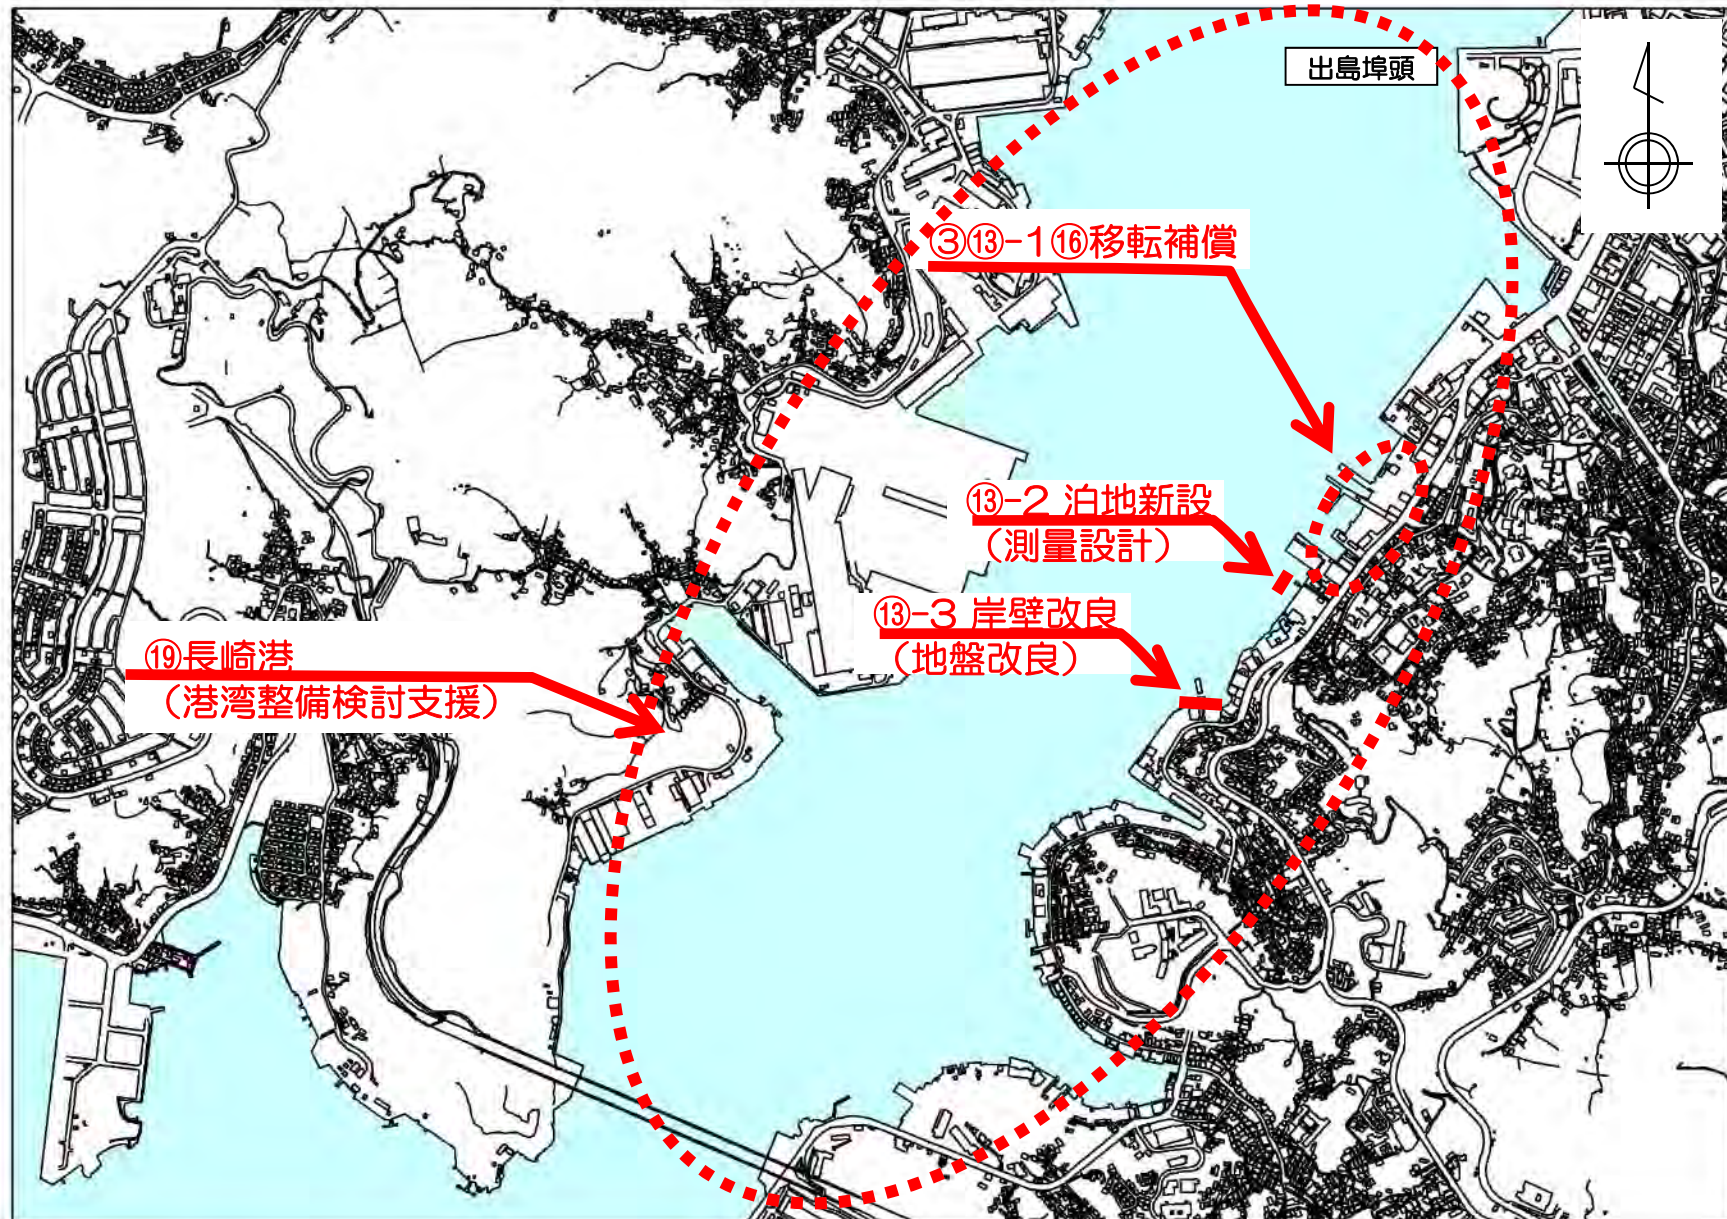 出島埠頭
③⑬-1⑯移転補償
⑬-2 泊地新設
（測量設計）
⑬-3 岸壁改良
（地盤改良）
⑲長崎港
（港湾整備検討支援）